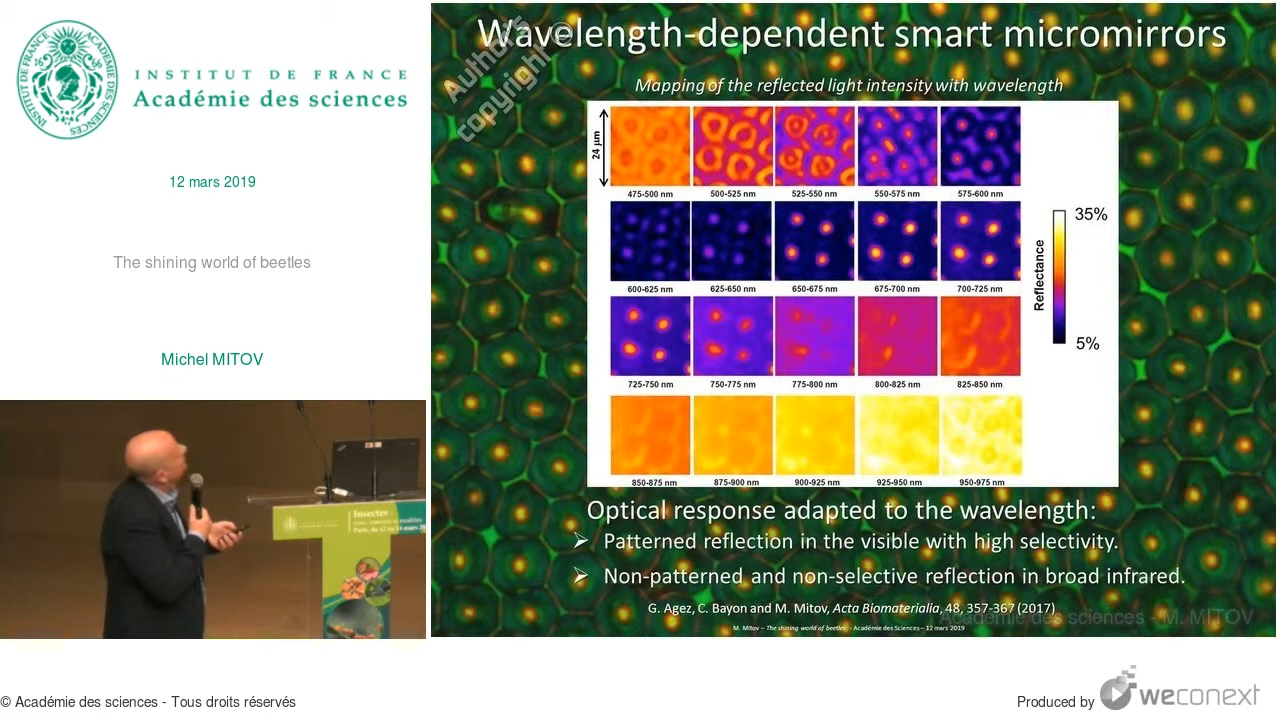 INSTITUT DE FRANCE
Académie des sciences
12 mars 2019
The shining world of beetles
Michel MITOV
Insectes
© Académie des sciences - Tous droits réservés
Wavelength-dependent smart micromirrors
Author's
copyright ©
Mapping of the reflected light intensity with wavelength
24 µm
475-500 nm 500-525 nm 525-550 nm 550-575 nm 575-600 nm
600-625 nm 625-650 nm 650-675 nm 675-700 nm 700-725 nm
725-750 nm 750-775 nm 775-800 nm 800-825 nm 825-850 nm
850-875 nm 875-900 nm 900-925 nm 925-950 nm 950-975 nm
Reflectance
35%
5%
Optical response adapted to the wavelength:
➢ Patterned reflection in the visible with high selectivity.
➢ Non-patterned and non-selective reflection in broad infrared.
G. Agez, C. Bayon and M. Mitov, Acta Biomaterialia, 48, 357-367 (2017)
Académie des sciences - M. MITOV
M. Mitov – The shining world of beetles - Académie des Sciences – 12 mars 2019
Produced by weconext